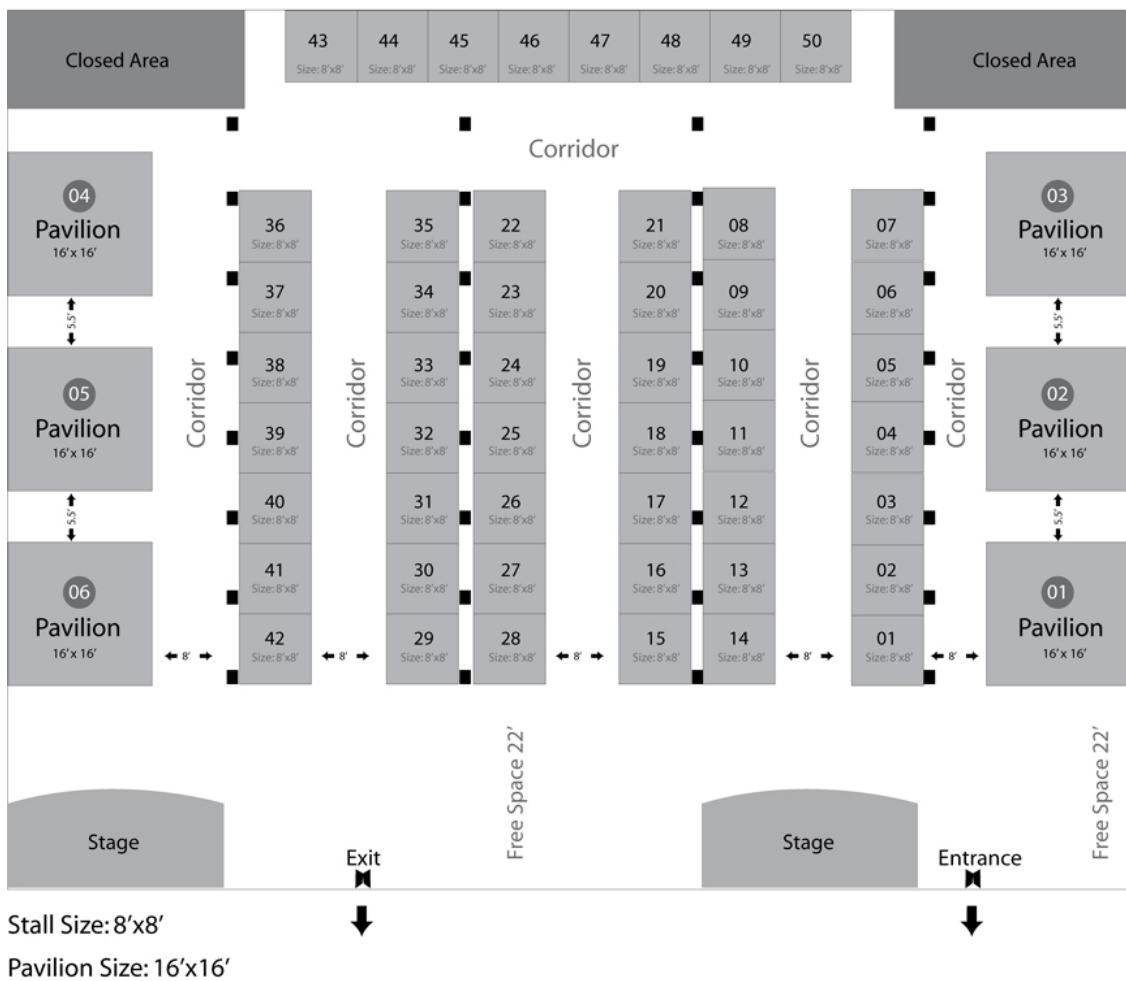 Closed Area
43 44 45 46 47 48 49 50
Size: 8'x8' Size: 8'x8' Size: 8'x8' Size: 8'x8' Size: 8'x8' Size: 8'x8' Size: 8'x8' Size: 8'x8'
Closed Area
Corridor
04
Pavilion
16'x 16'
5.5'
05
Pavilion
16'x 16'
5.5'
06
Pavilion
16'x 16'
Corridor
8'
36
Size: 8'x8'
37
Size: 8'x8'
38
Size: 8'x8'
39
Size: 8'x8'
40
Size: 8'x8'
41
Size: 8'x8'
42
Size: 8'x8'
Corridor
8'
35
Size: 8'x8'
34
Size: 8'x8'
33
Size: 8'x8'
32
Size: 8'x8'
31
Size: 8'x8'
30
Size: 8'x8'
29
Size: 8'x8'
22
Size: 8'x8'
23
Size: 8'x8'
24
Size: 8'x8'
25
Size: 8'x8'
26
Size: 8'x8'
27
Size: 8'x8'
28
Size: 8'x8'
Corridor
8'
21
Size: 8'x8'
20
Size: 8'x8'
19
Size: 8'x8'
18
Size: 8'x8'
17
Size: 8'x8'
16
Size: 8'x8'
15
Size: 8'x8'
08
Size: 8'x8'
09
Size: 8'x8'
10
Size: 8'x8'
11
Size: 8'x8'
12
Size: 8'x8'
13
Size: 8'x8'
14
Size: 8'x8'
Corridor
8'
07
Size: 8'x8'
06
Size: 8'x8'
05
Size: 8'x8'
04
Size: 8'x8'
03
Size: 8'x8'
02
Size: 8'x8'
01
Size: 8'x8'
Corridor
8'
03
Pavilion
16'x 16'
5.5'
02
Pavilion
16'x 16'
5.5'
01
Pavilion
16'x 16'
Stage
Exit
Free Space 22'
Stage
Entrance
Free Space 22'
Stall Size: 8'x8'
Pavilion Size: 16'x16'